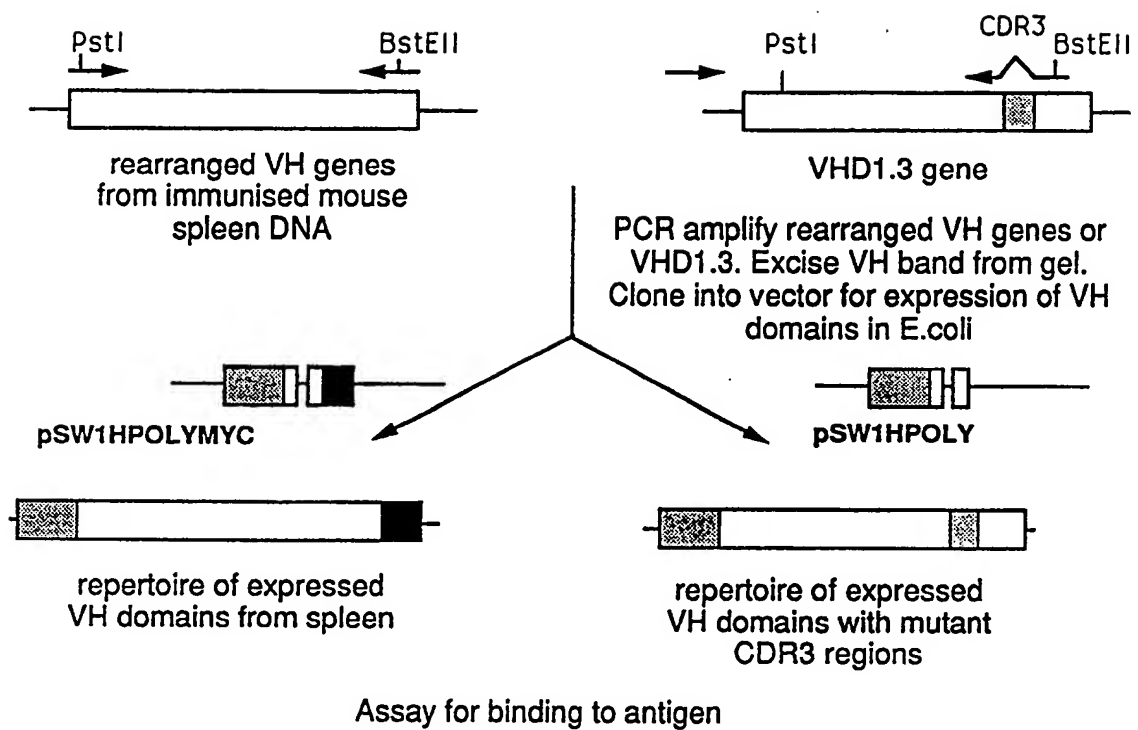 PstI
BstEII
rearranged VH genes
from immunised mouse
spleen DNA
PstI
CDR3
BstEII
VHD1.3 gene
PCR amplify rearranged VH genes or
VHD1.3. Excise VH band from gel.
Clone into vector for expression of VH
domains in E.coli
pSW1HPOLYMYC
pSW1HPOLY
repertoire of expressed
VH domains from spleen
repertoire of expressed
VH domains with mutant
CDR3 regions
Assay for binding to antigen